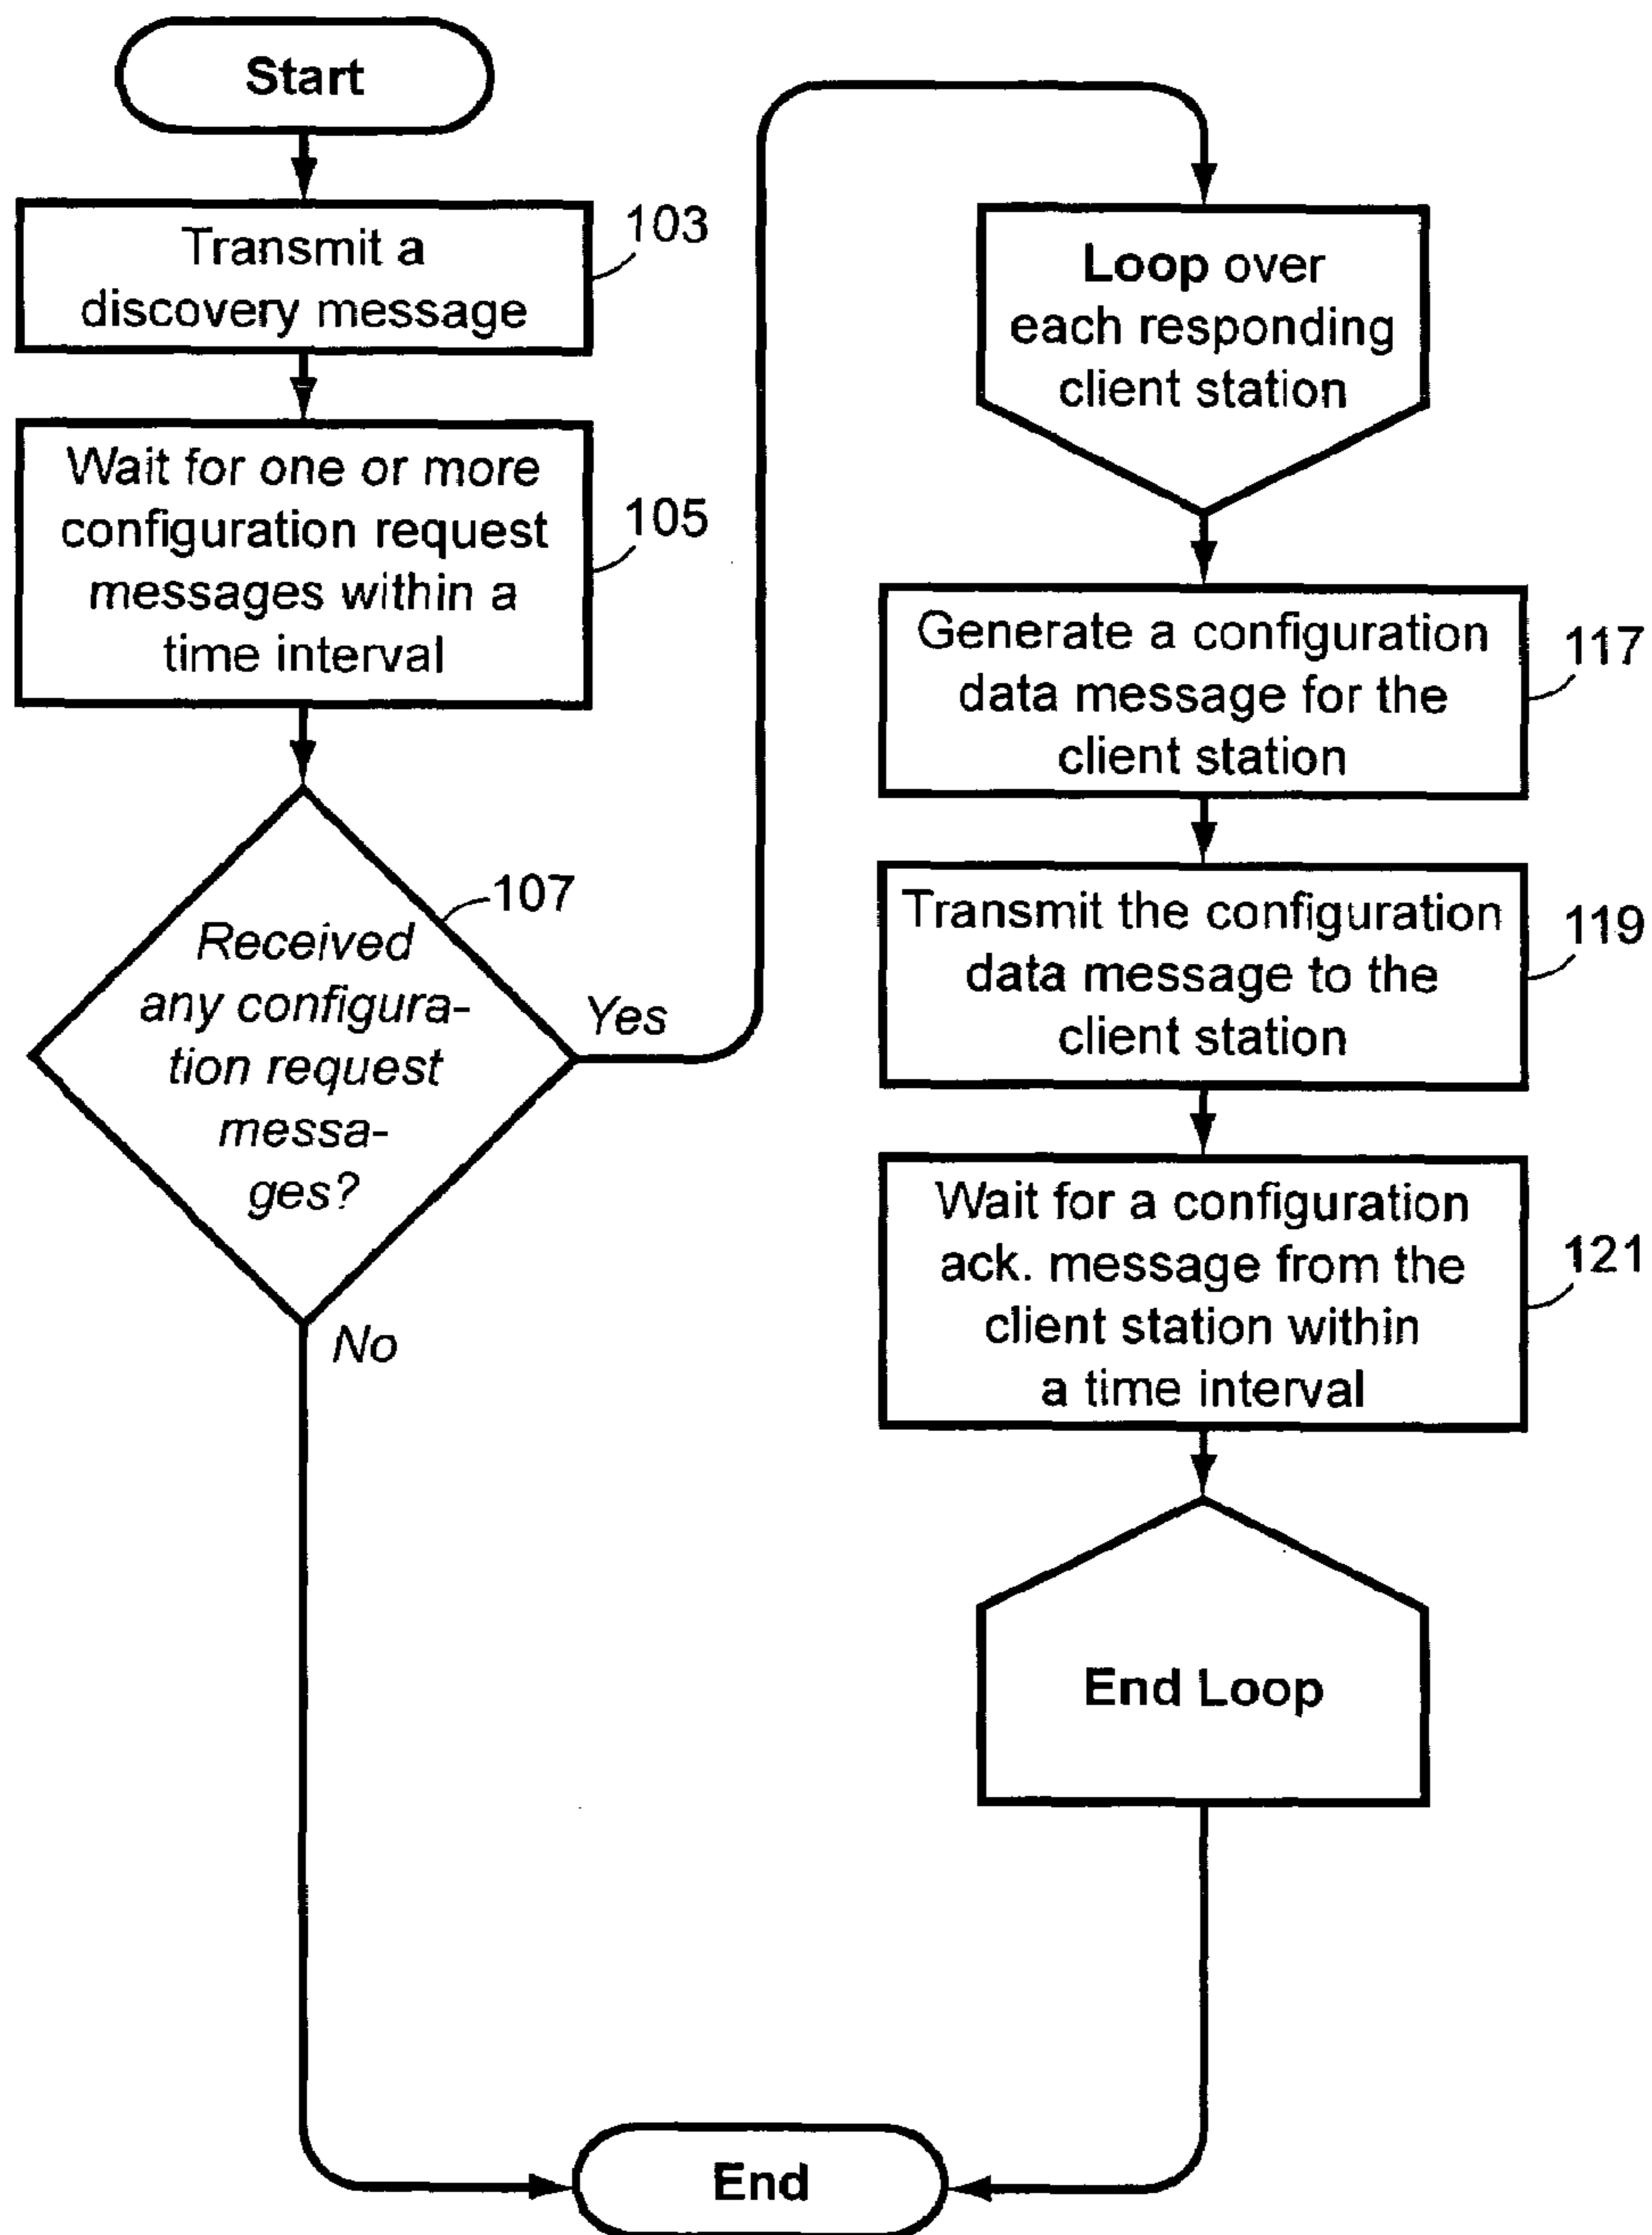 Start
Transmit a
discovery message
103
Wait for one or more
configuration request
messages within a
time interval
105
Received
any configura-
tion request
messa-
ges?
107
Yes
No
Loop over
each responding
client station
Generate a configuration
data message for the
client station
117
Transmit the configuration
data message to the
client station
119
Wait for a configuration
ack. message from the
client station within
a time interval
121
End Loop
End